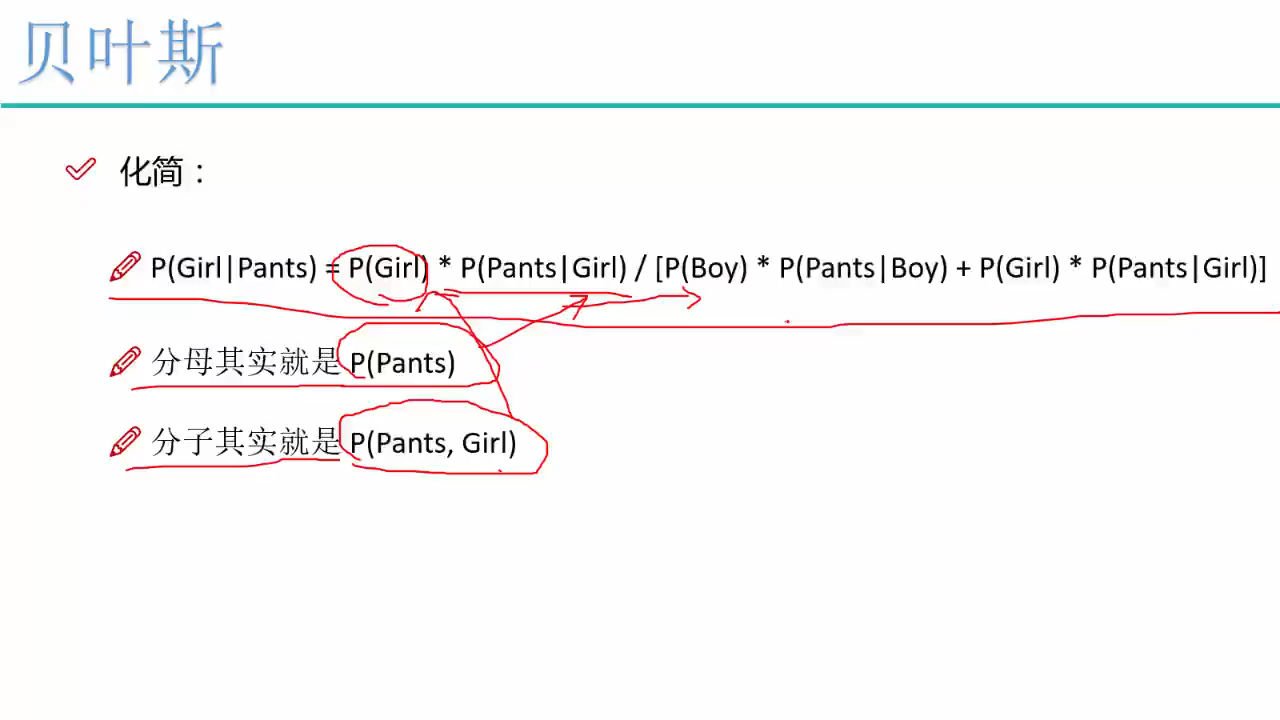 贝叶斯
化简：
P(Girl|Pants) = P(Girl) * P(Pants|Girl) / [P(Boy) * P(Pants|Boy) + P(Girl) * P(Pants|Girl)]
分母其实就是 P(Pants)
分子其实就是 P(Pants, Girl)